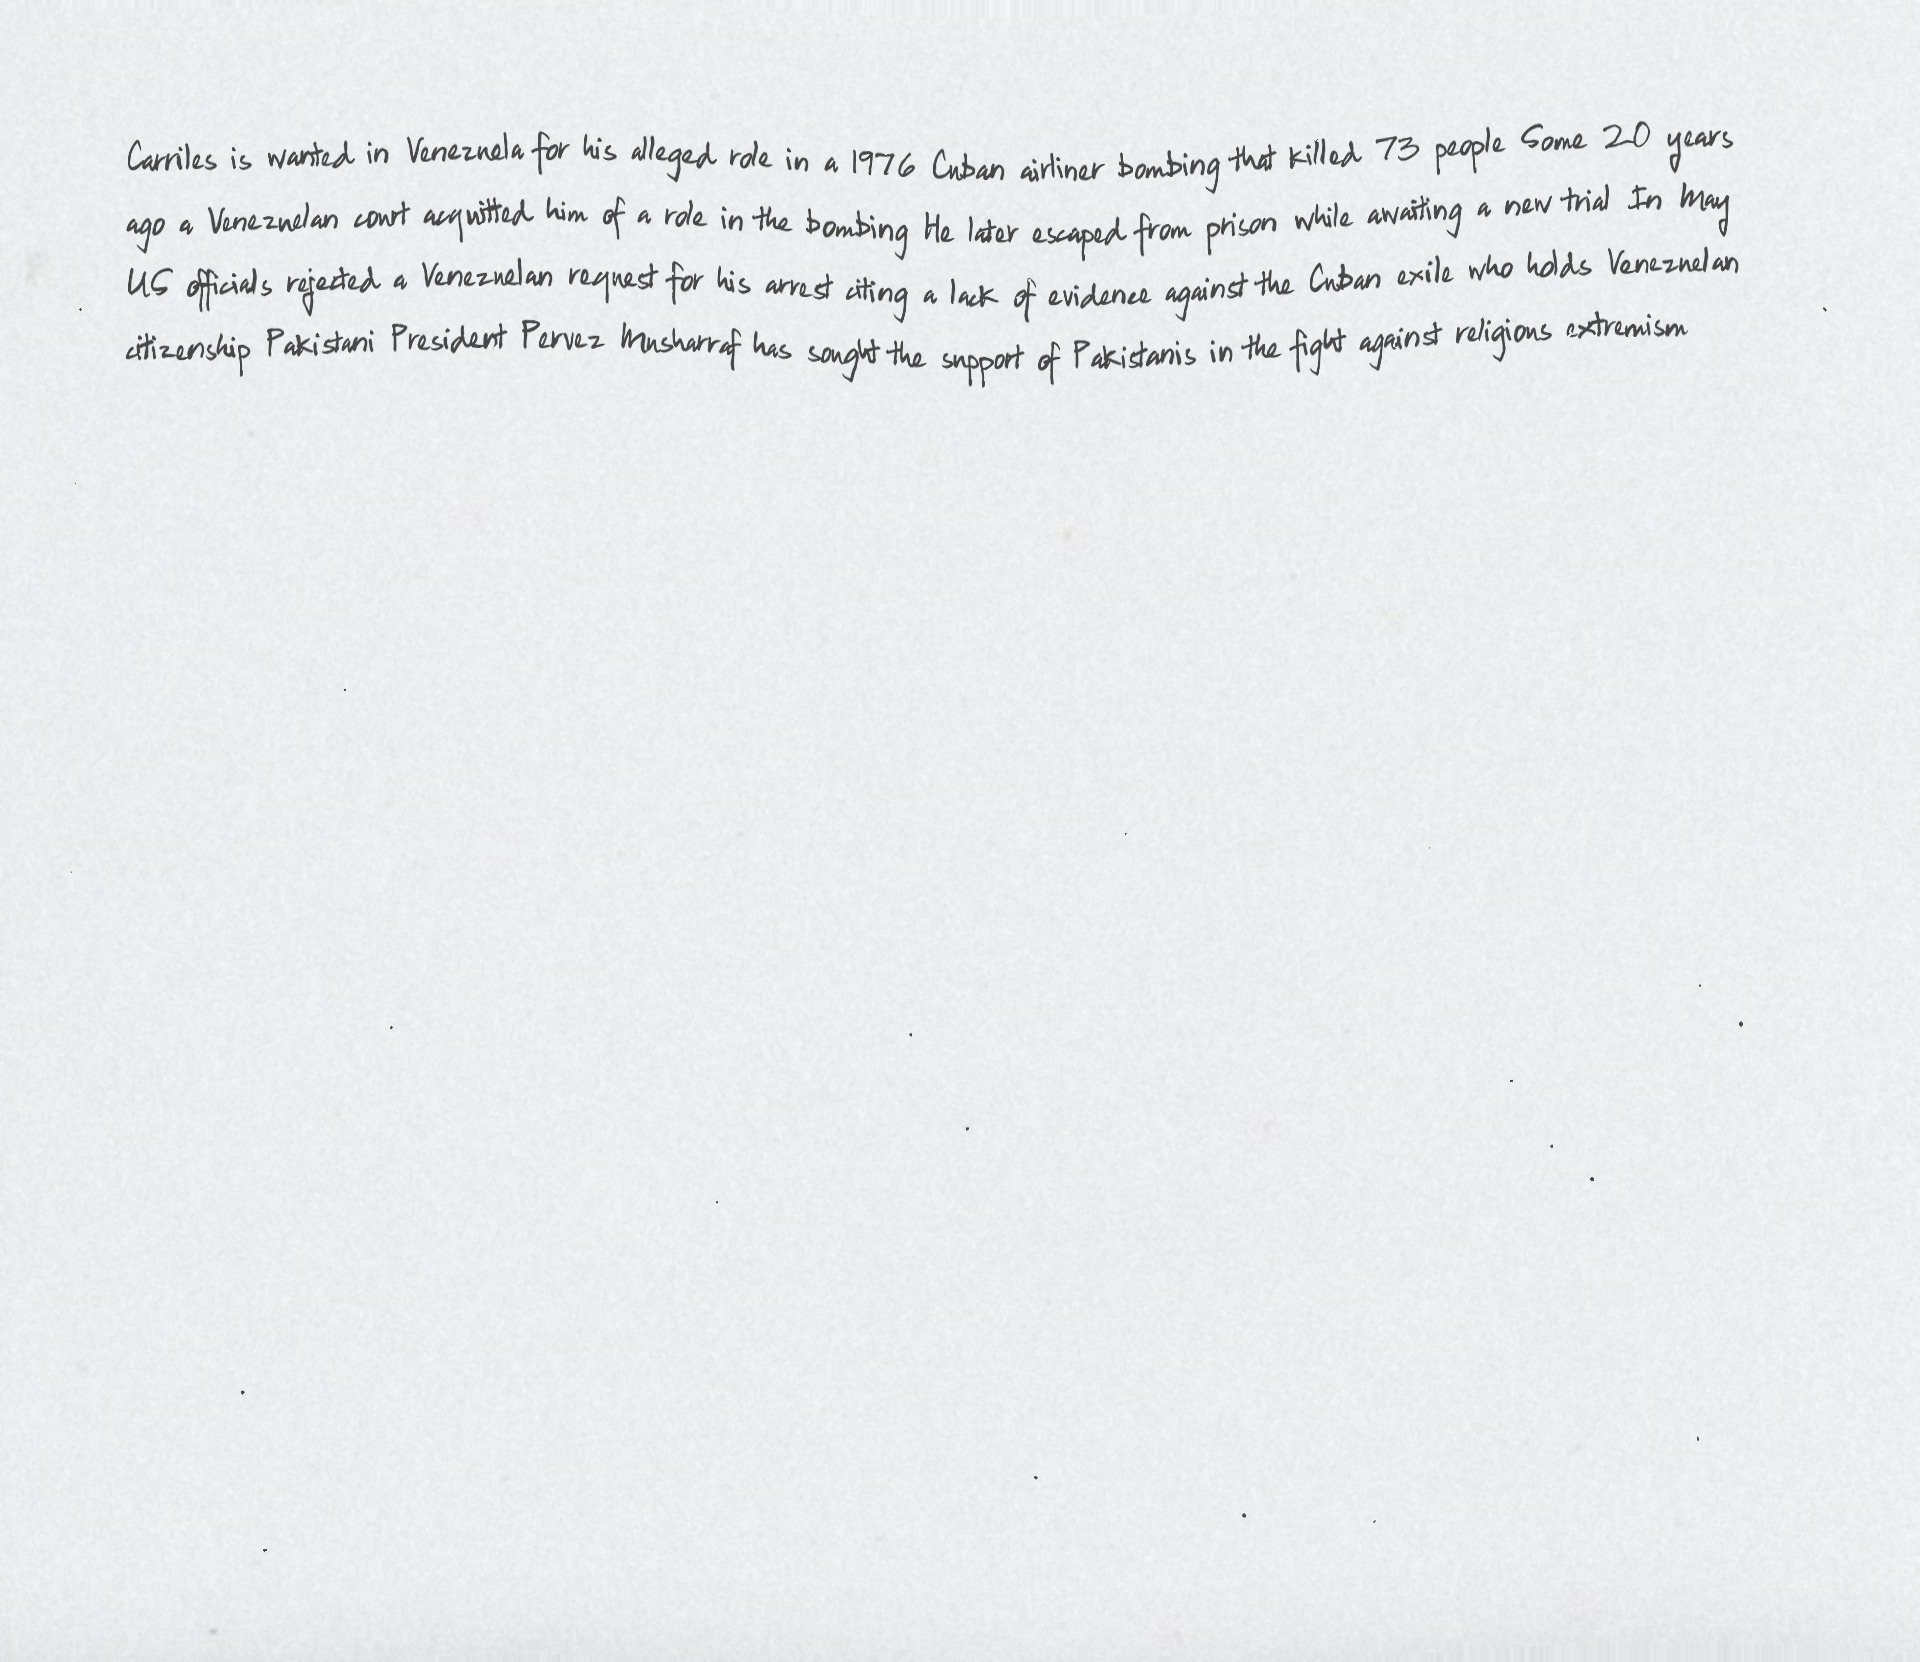 Carriles is wanted in Venezuela for his alleged role in a 1976 Cuban airliner bombing that killed 73 people Some 20 years
ago a Venezuelan court acquitted him of a role in the bombing He later escaped from prison while awaiting a new trial In May
US officials rejected a Venezuelan request for his arrest citing a lack of evidence against the Cuban exile who holds Venezuelan
citizenship Pakistani President Pervez Musharraf has sought the support of Pakistanis in the fight against religious extremism